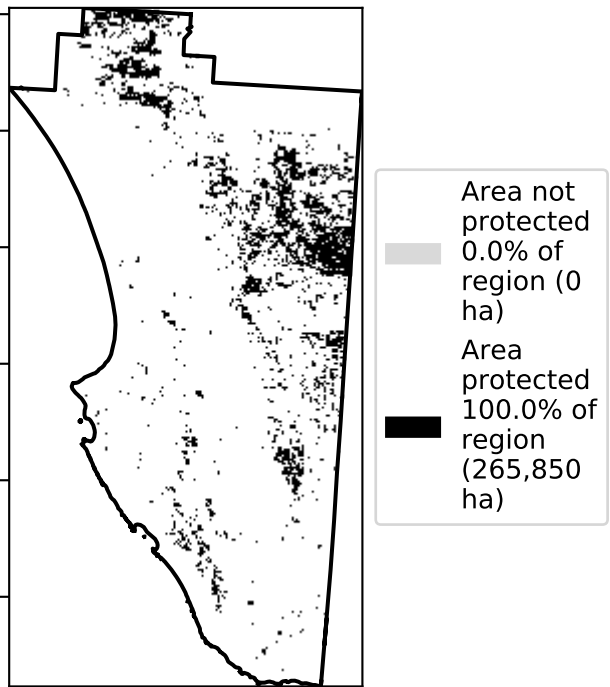 Area not
protected
0.0% of
region (0
ha)
Area
protected
100.0% of
region
(265,850
ha)